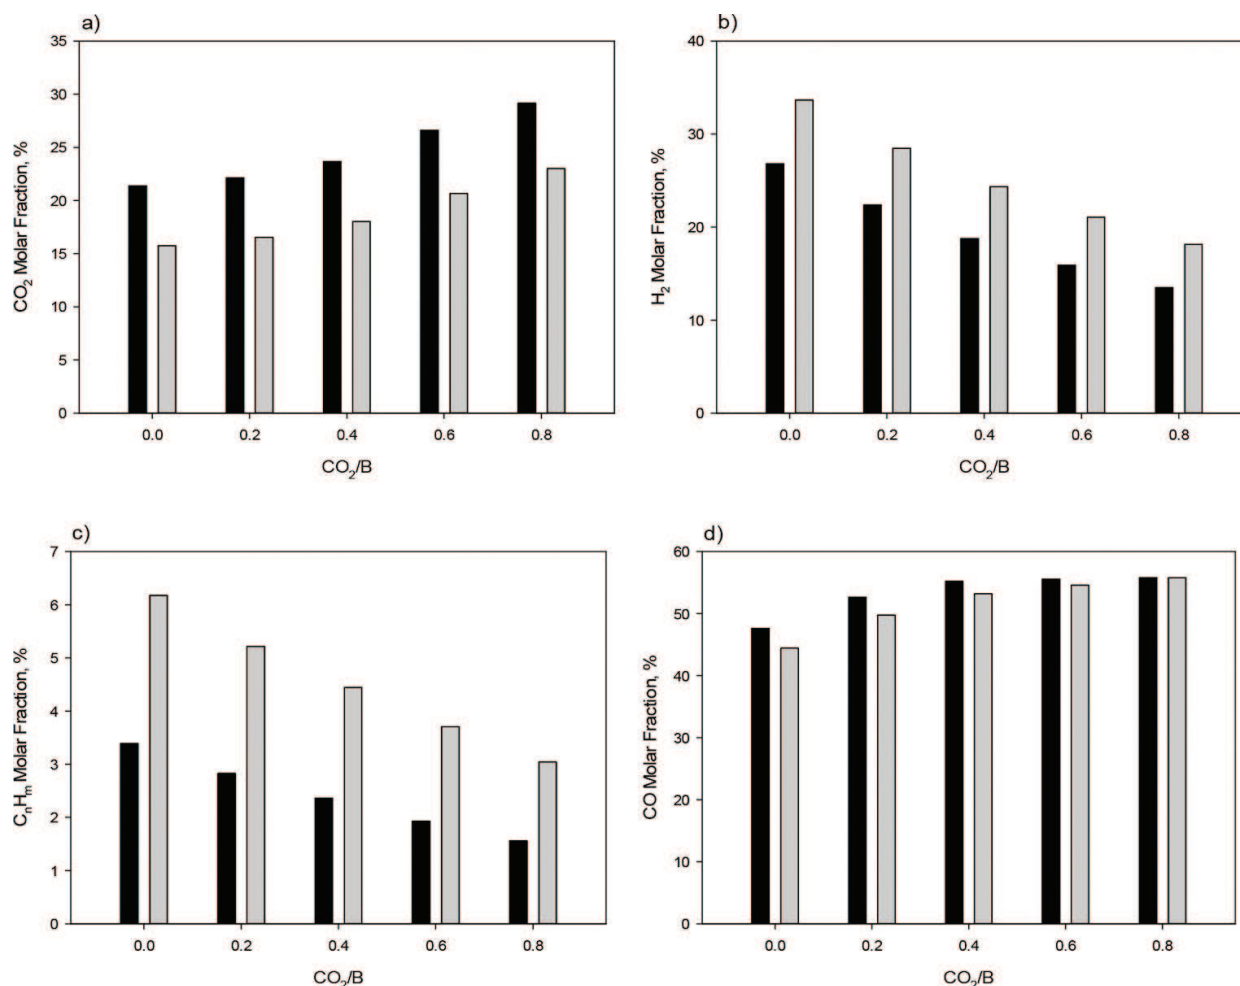 a)
CO₂ Molar Fraction, %
35
30
25
20
15
10
5
0
0.0 0.2 0.4 0.6 0.8
CO₂/B
b)
H₂ Molar Fraction, %
40
30
20
10
0
0.0 0.2 0.4 0.6 0.8
CO₂/B
c)
CₙHₘ Molar Fraction, %
7
6
5
4
3
2
1
0
0.0 0.2 0.4 0.6 0.8
CO₂/B
d)
CO Molar Fraction, %
60
50
40
30
20
10
0
0.0 0.2 0.4 0.6 0.8
CO₂/B